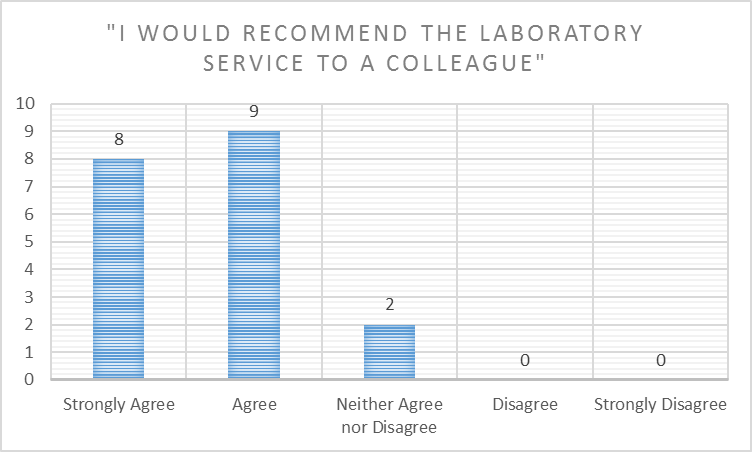 "I WOULD RECOMMEND THE LABORATORY
SERVICE TO A COLLEAGUE"
10
9
8
7
6
5
4
3
2
1
0
8
9
2
0
0
Strongly Agree
Agree
Neither Agree
nor Disagree
Disagree
Strongly Disagree